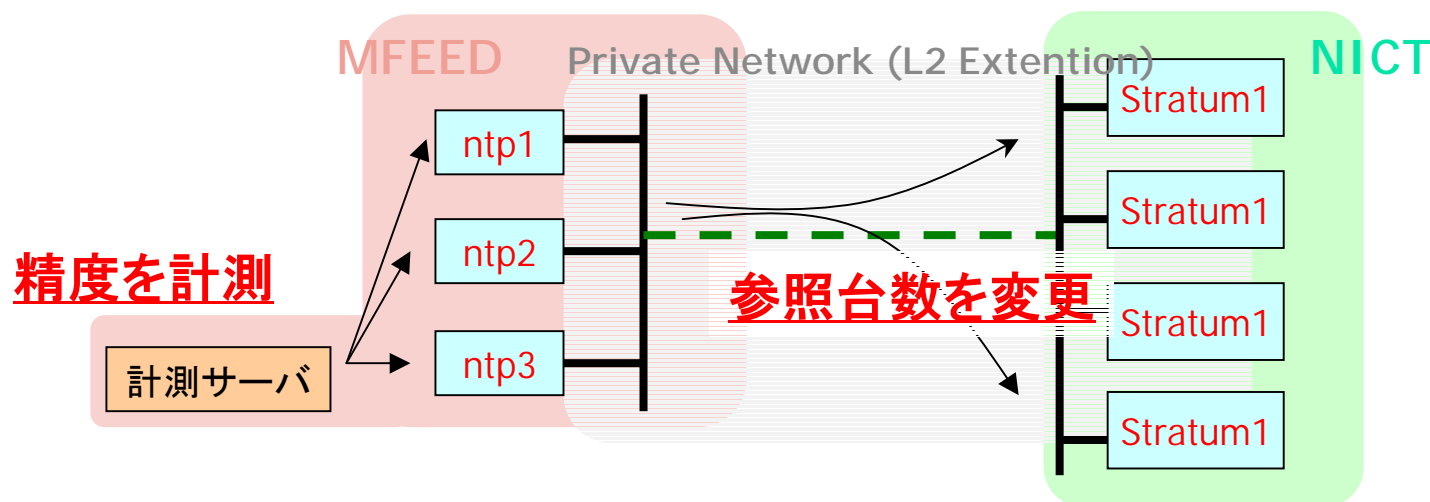 MFEED
Private Network (L2 Extention)
NICT
ntp1
ntp2
ntp3
Stratum1
Stratum1
Stratum1
Stratum1
精度を計測
参照台数を変更
計測サーバ